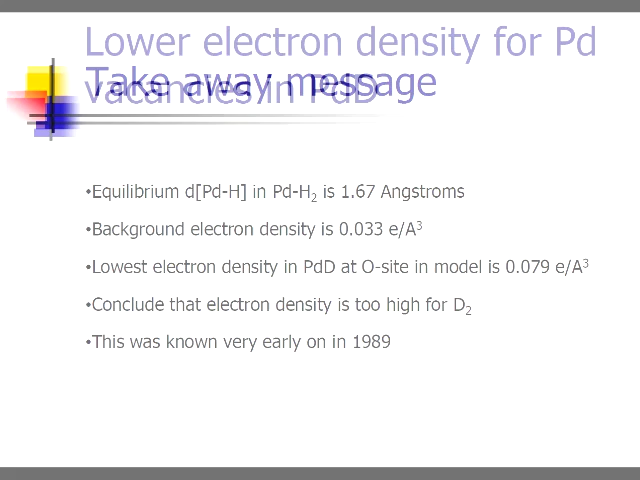 Lower electron density for Pd
vacancies in PdD
Take away message
•Equilibrium d[Pd-H] in Pd-H2 is 1.67 Angstroms
•Background electron density is 0.033 e/A3
•Lowest electron density in PdD at O-site in model is 0.079 e/A3
•Conclude that electron density is too high for D2
•This was known very early on in 1989